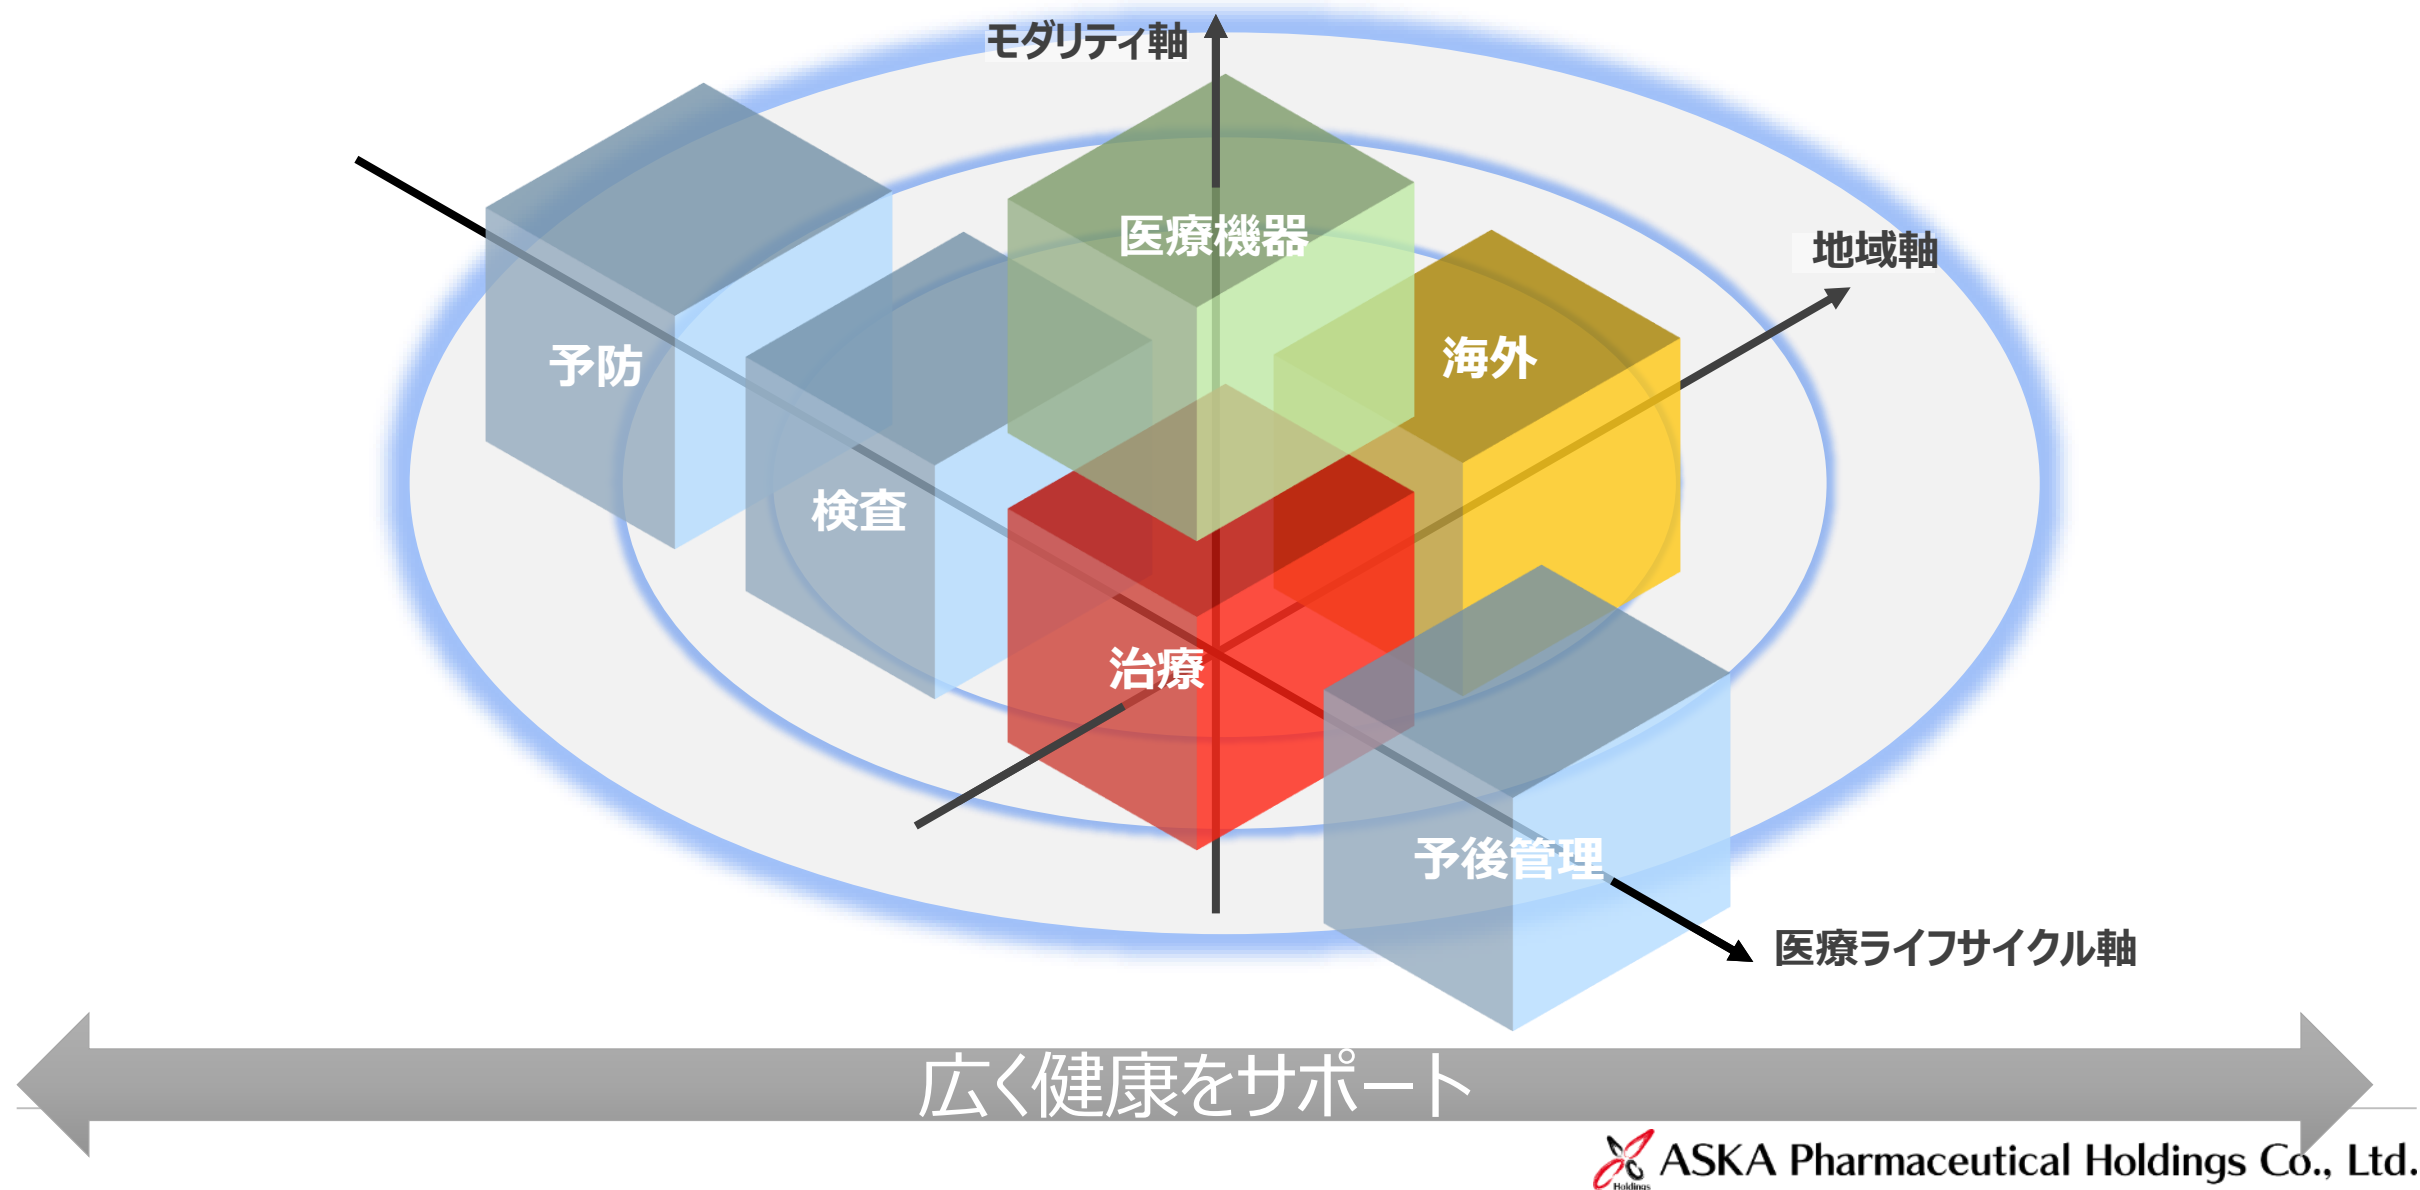 モダリティ軸
医療機器
地域軸
海外
予防
検査
治療
予後管理
医療ライフサイクル軸
広く健康をサポート
Holdings
ASKA Pharmaceutical Holdings Co., Ltd.